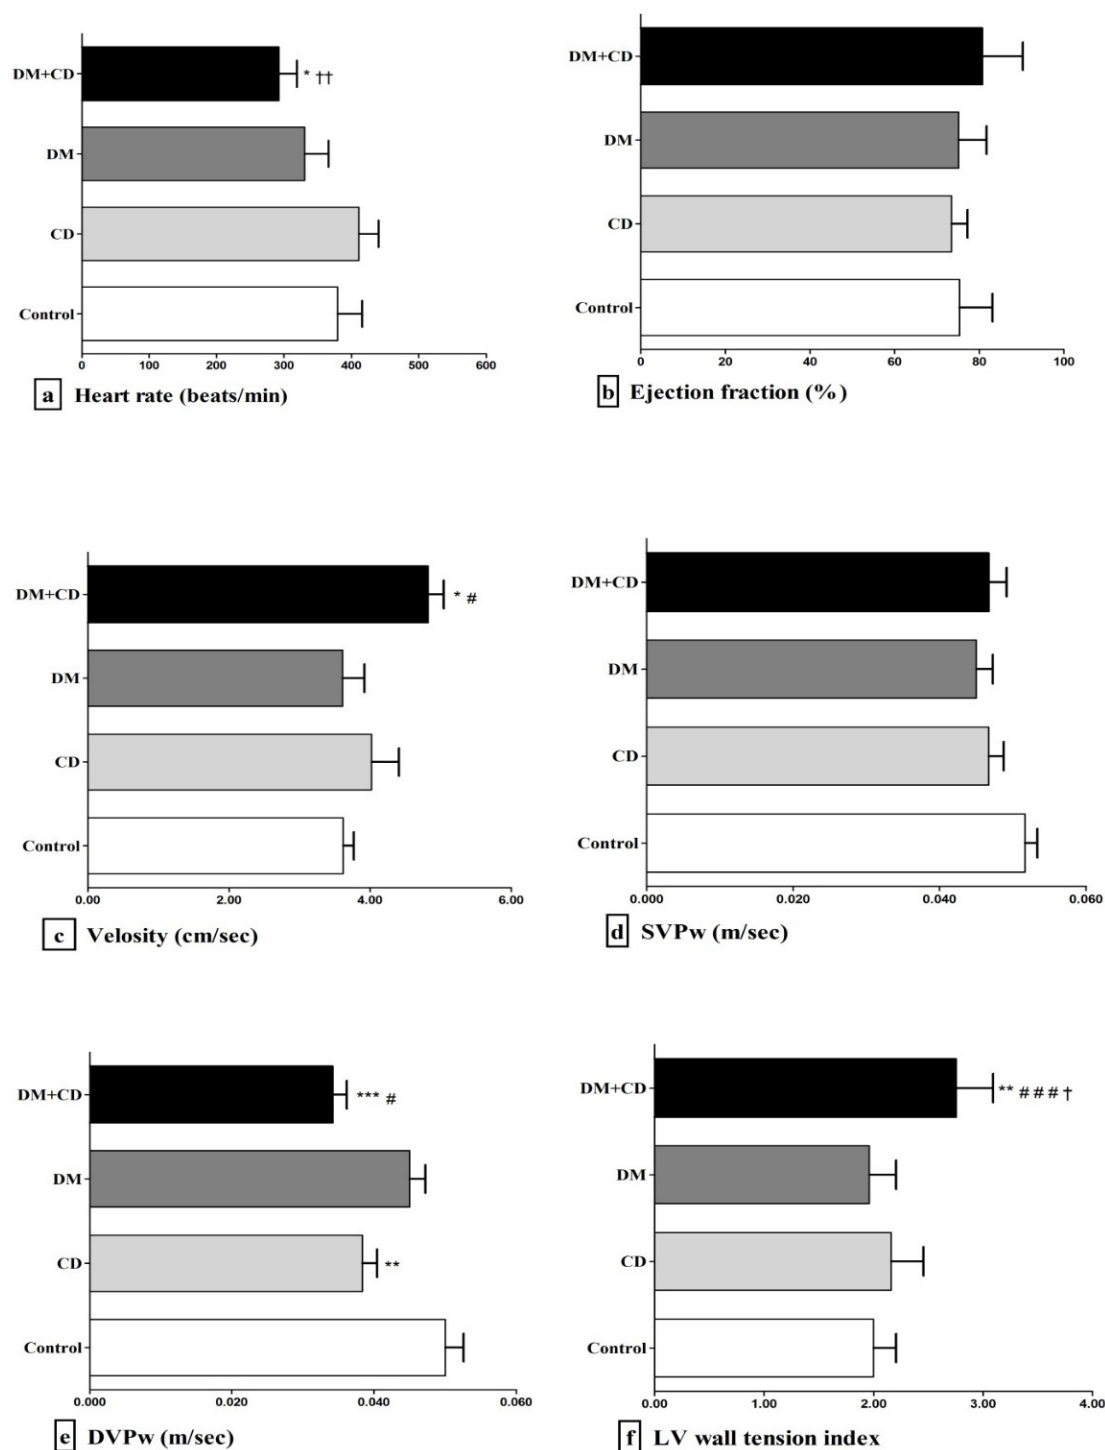 DM+CD
* ††
DM
CD
Control
0 100 200 300 400 500 600
a Heart rate (beats/min)
DM+CD
DM
CD
Control
0 20 40 60 80 100
b Ejection fraction (%)
DM+CD
* #
DM
CD
Control
0.00 2.00 4.00 6.00
c Velosity (cm/sec)
DM+CD
DM
CD
Control
0.000 0.020 0.040 0.060
d SVPw (m/sec)
DM+CD
*** #
DM
CD
**
Control
0.000 0.020 0.040 0.060
e DVPw (m/sec)
DM+CD
** # # # †
DM
CD
Control
0.00 1.00 2.00 3.00 4.00
f LV wall tension index